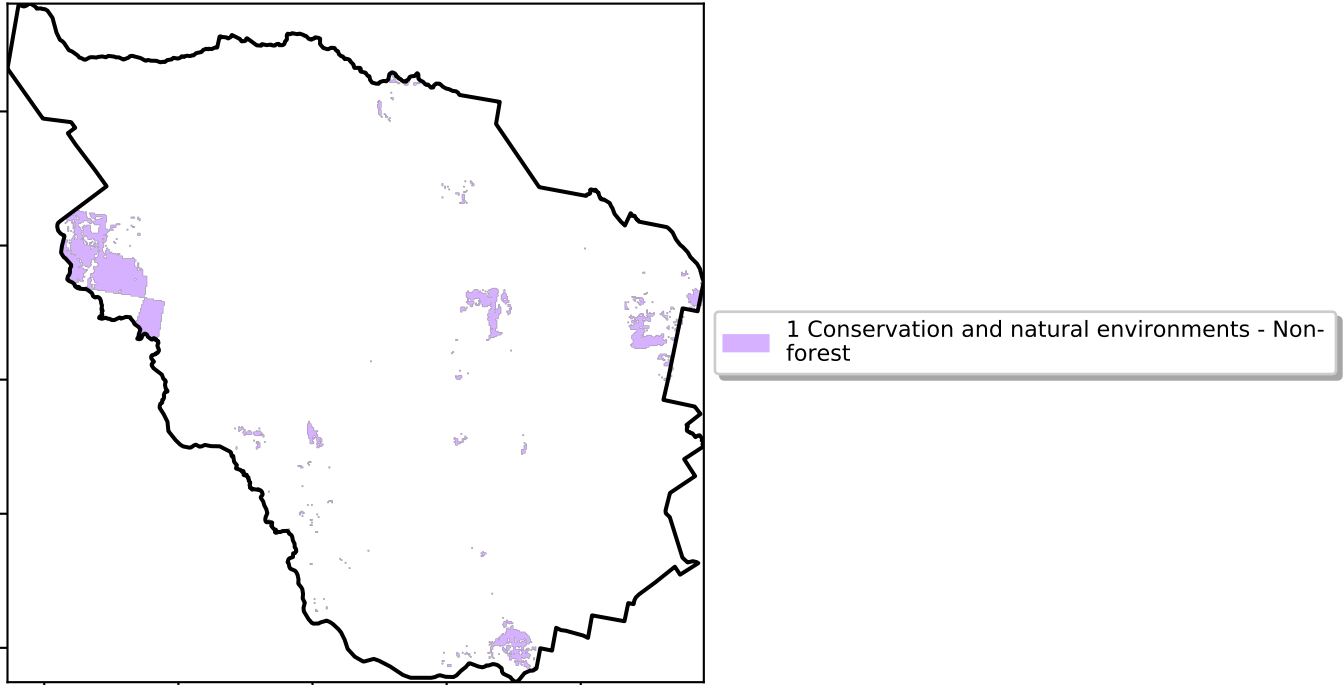 1 Conservation and natural environments - Non-
forest